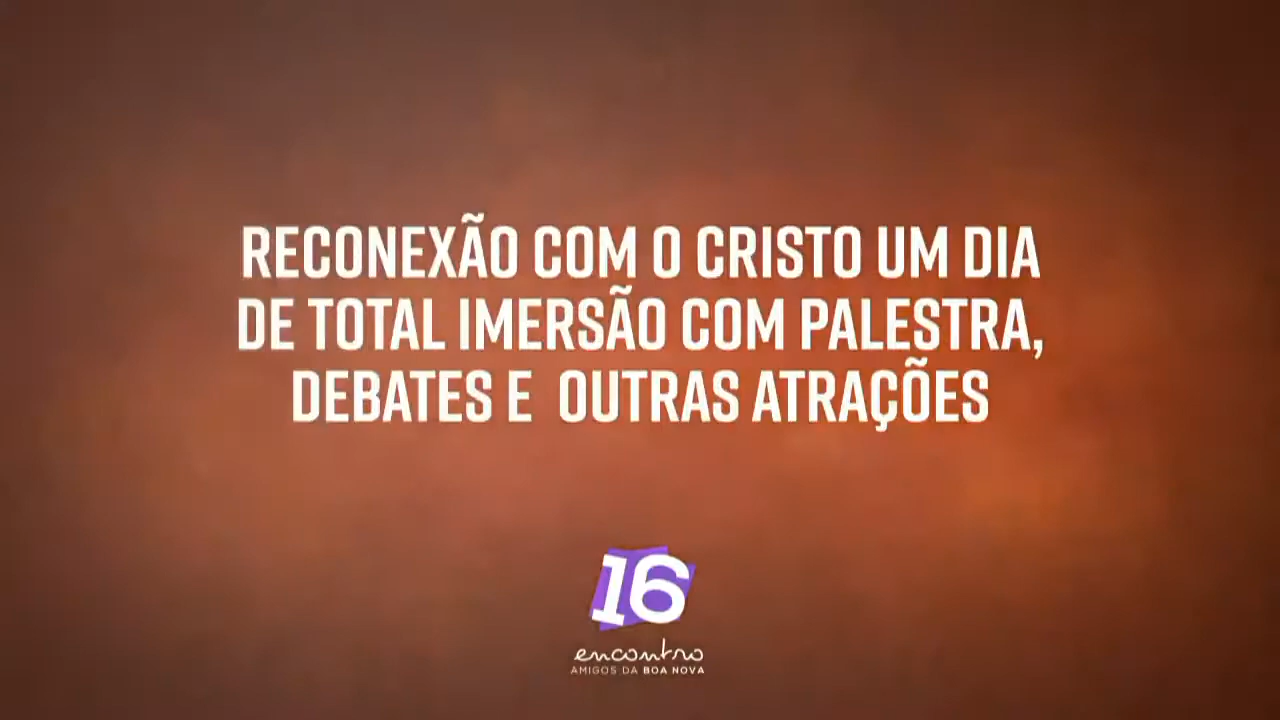 RECONEXÃO COM O CRISTO UM DIA
DE TOTAL IMERSÃO COM PALESTRA,
DEBATES E OUTRAS ATRAÇÕES
16
encontro
AMIGOS DA BOA NOVA